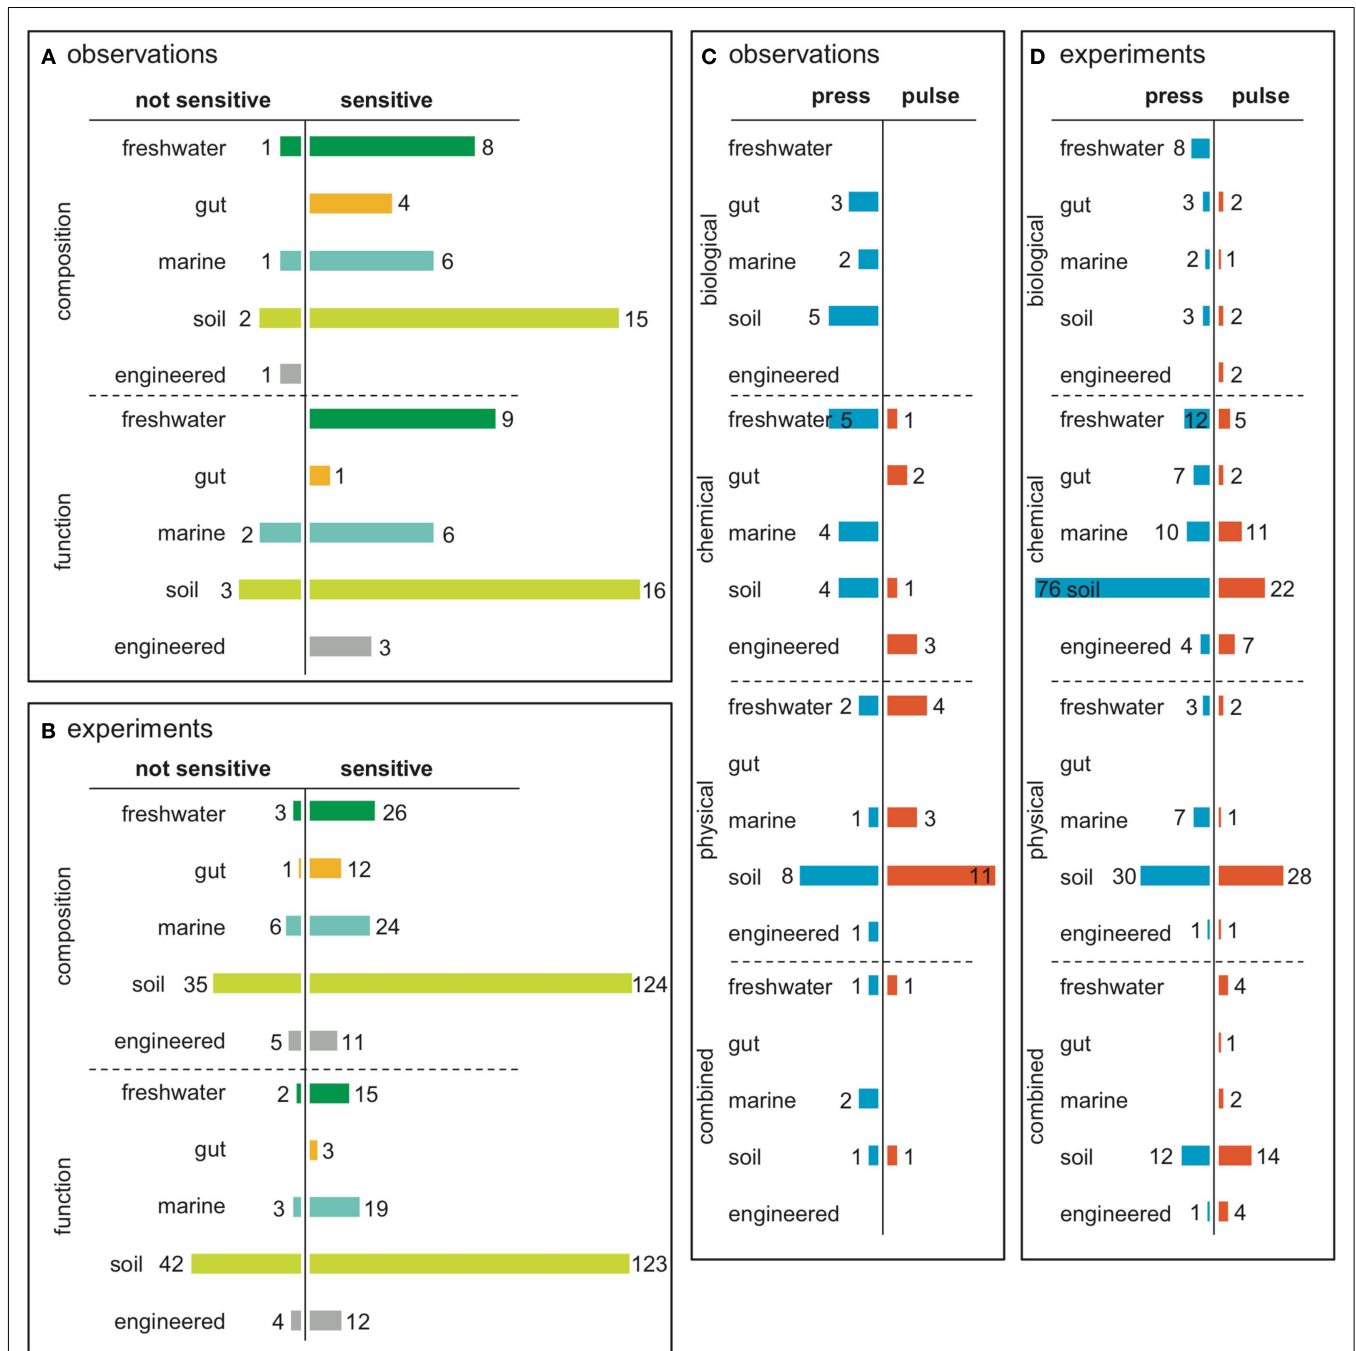 A observations
not sensitive sensitive
composition
freshwater 1 8
gut 4
marine 1 6
soil 2 15
engineered 1
function
freshwater 9
gut 1
marine 2 6
soil 3 16
engineered 3
B experiments
not sensitive sensitive
composition
freshwater 3 26
gut 1 12
marine 6 24
soil 35 124
engineered 5 11
function
freshwater 2 15
gut 3
marine 3 19
soil 42 123
engineered 4 12
C observations
press pulse
biological
freshwater
gut 3
marine 2
soil 5
engineered
chemical
freshwater 5 1
gut 2
marine 4
soil 4 1
engineered 3
physical
freshwater 2 4
gut
marine 1 3
soil 8 11
engineered 1
combined
freshwater 1 1
gut
marine 2
soil 1 1
engineered
D experiments
press pulse
biological
freshwater 8
gut 3 2
marine 2 1
soil 3 2
engineered 2
chemical
freshwater 12 5
gut 7 2
marine 10 11
76 soil 22
engineered 4 7
physical
freshwater 3 2
gut
marine 7 1
soil 30 28
engineered 1 1
combined
freshwater 4
gut 1
marine 2
soil 12 14
engineered 1 4